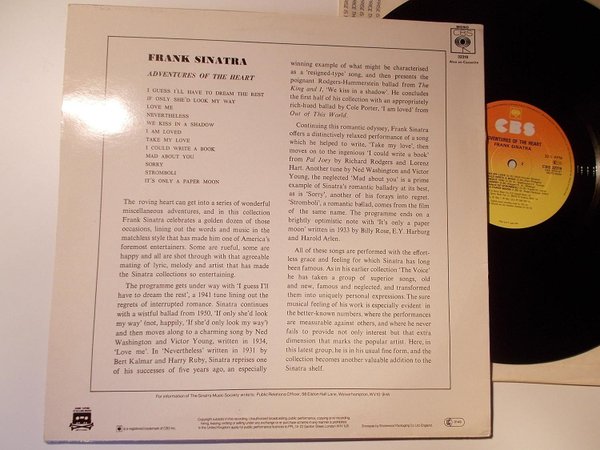 FRANK SINATRA
ADVENTURES OF THE HEART
I GUESS I'LL HAVE TO DREAM THE REST
IF ONLY SHE'D LOOK MY WAY
LOVE ME
NEVERTHELESS
WE KISS IN A SHADOW
I AM LOVED
TAKE MY LOVE
I COULD WRITE A BOOK
MAD ABOUT YOU
SORRY
STROMBOLI
IT'S ONLY A PAPER MOON
The roving heart can get into a series of wonderful
miscellaneous adventures, and in this collection
Frank Sinatra celebrates a golden dozen of those
occasions, lining out the words and music in the
matchless style that has made him one of America's
foremost entertainers. Some are rueful, some are
happy and all are shot through with that agreeable
mating of lyric, melody and artist that has made
the Sinatra collections so entertaining.
The programme gets under way with 'I guess I'll
have to dream the rest', a 1941 tune lining out the
regrets of interrupted romance. Sinatra continues
with a wistful ballad from 1950, 'If only she'd look
my way' (not, happily, 'If she'd only look my way')
and then moves along to a charming song by Ned
Washington and Victor Young, written in 1934,
'Love me'. In 'Nevertheless' written in 1931 by
Bert Kalmar and Harry Ruby, Sinatra reprises one
of his successes of five years ago, an especially
winning example of what might be characterised
as a 'resigned-type' song, and then presents the
poignant Rodgers-Hammerstein ballad from The
King and I, 'We kiss in a shadow'. He concludes
the first half of his collection with an appropriately
rich-hued ballad by Cole Porter, 'I am loved' from
Out of This World.
Continuing this romantic odyssey, Frank Sinatra
offers a distinctively relaxed performance of a song
which he helped to write, 'Take my love', then
moves on to the ingenious 'I could write a book'
from Pal Joey by Richard Rodgers and Lorenz
Hart. Another tune by Ned Washington and Victor
Young, the neglected 'Mad about you' is a prime
example of Sinatra's romantic balladry at its best,
as is 'Sorry', another of his forays into regret.
'Stromboli', a romantic ballad, comes from the film
of the same name. The programme ends on a
brightly optimistic note with 'It's only a paper
moon' written in 1933 by Billy Rose, E.Y. Harburg
and Harold Arlen.
All of these songs are performed with the effort-
less grace and feeling for which Sinatra has long
been famous. As in his earlier collection 'The Voice'
he has taken a group of superior songs, old
and new, famous and neglected, and transformed
them into uniquely personal expressions. The sure
musical feeling of his work is especially evident in
the better-known numbers, where the performances
are measurable against others, and where he never
fails to provide not only interest but that extra
dimension that marks the popular artist. Here, in
this latest group, he is in his usual fine form, and the
collection becomes another valuable addition to the
Sinatra shelf.
MONO
CBS
Also on Cassette
CBS
ADVENTURES OF THE HEART
FRANK SINATRA